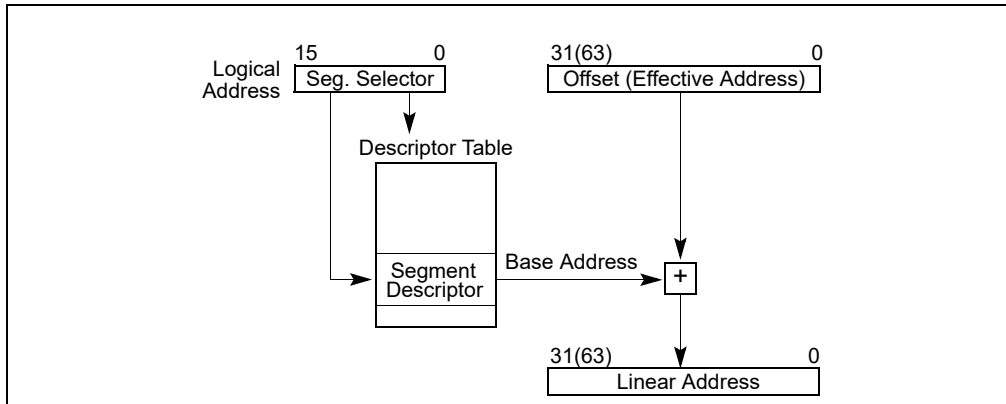 15 0
31(63) 0
Logical
Address
Seg. Selector
Offset (Effective Address)
Descriptor Table
Segment
Descriptor
Base Address
+
31(63) 0
Linear Address